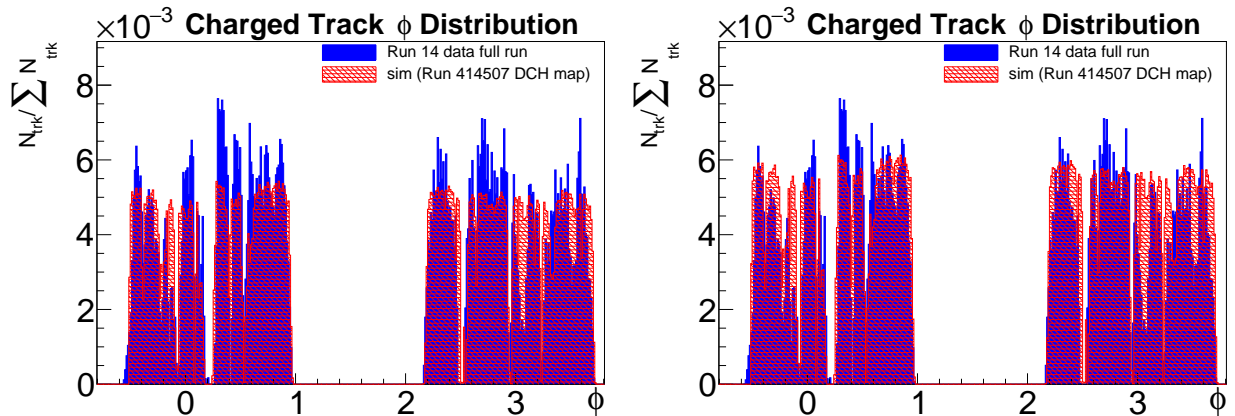 ×10⁻³ Charged Track ϕ Distribution
N_trk/∑ N_trk
Run 14 data full run
sim (Run 414507 DCH map)
8
6
4
2
0
0 1 2 3 ϕ
×10⁻³ Charged Track ϕ Distribution
N_trk/∑ N_trk
Run 14 data full run
sim (Run 414507 DCH map)
8
6
4
2
0
0 1 2 3 ϕ